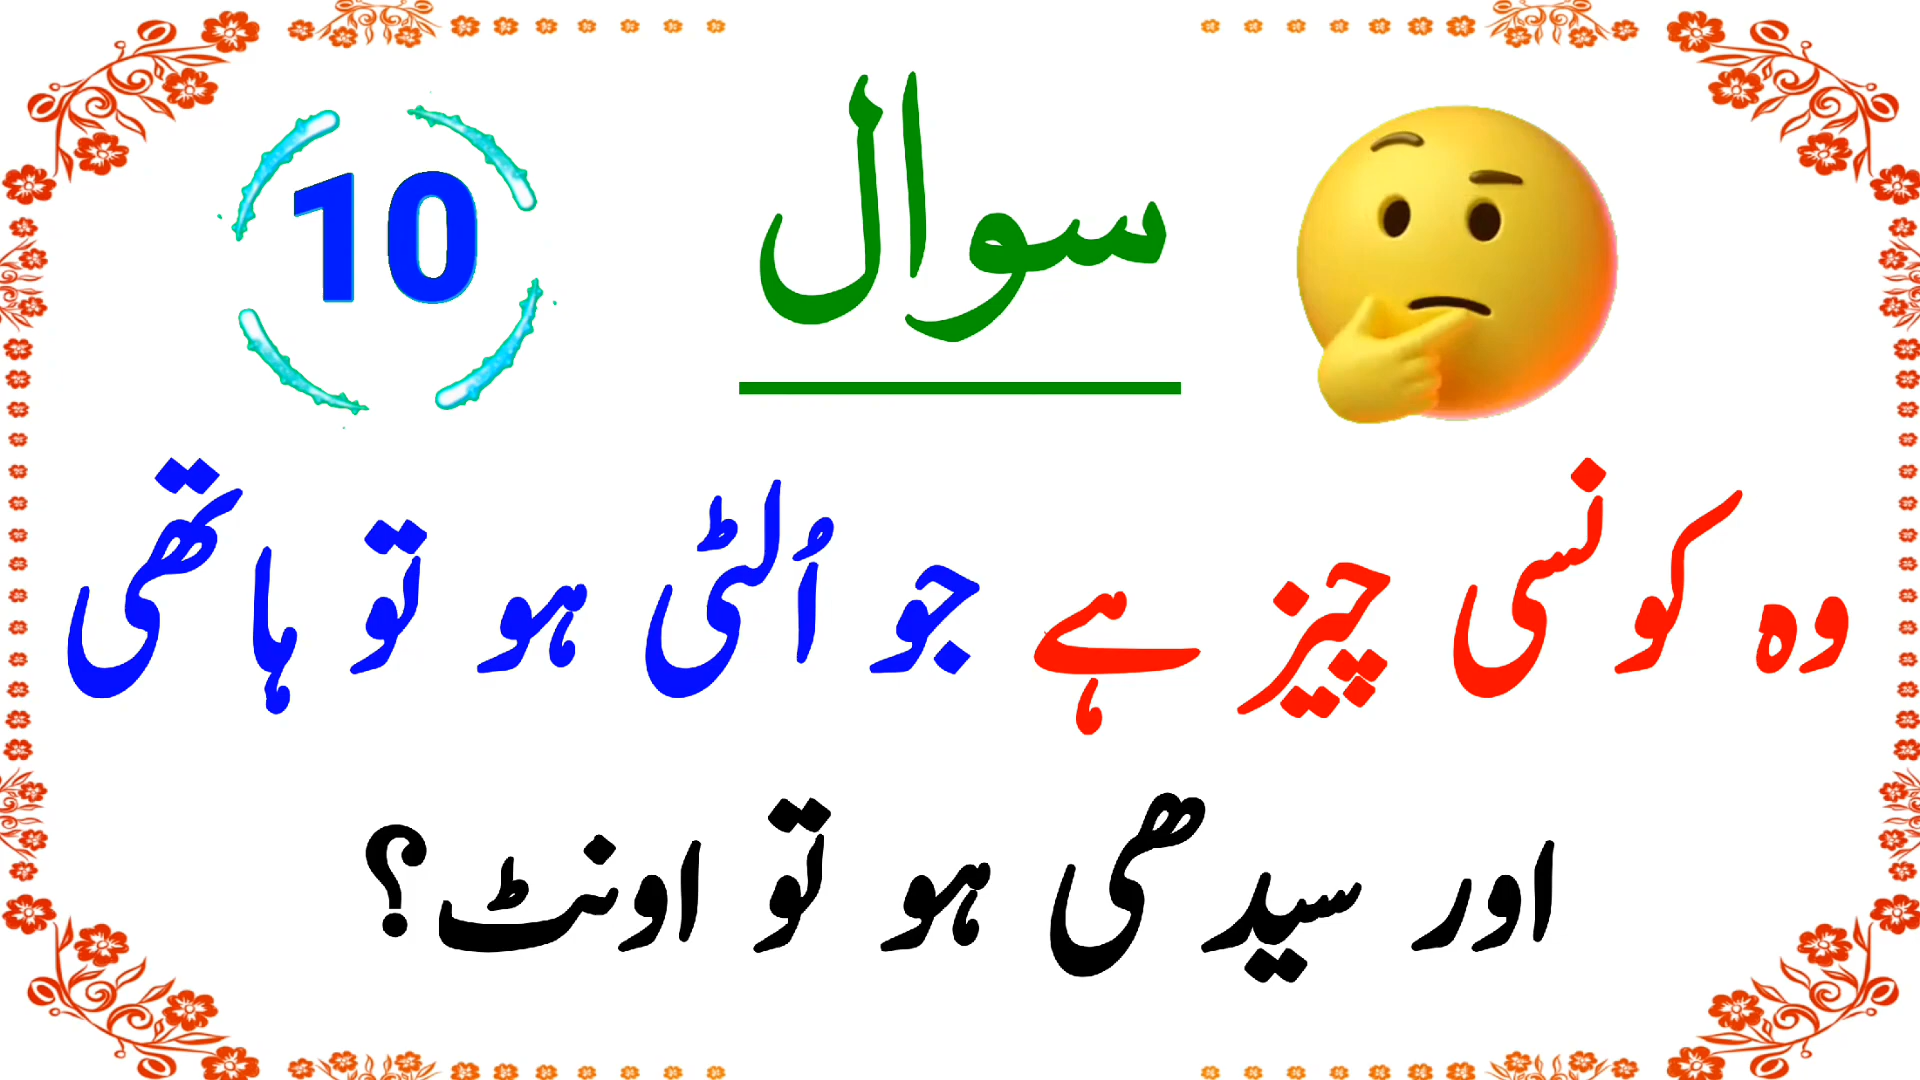 سوال
10
وہ کونسی چیز ہے جو اُلٹی ہو تو ہاتھی
اور سیدھی ہو تو اونٹ؟